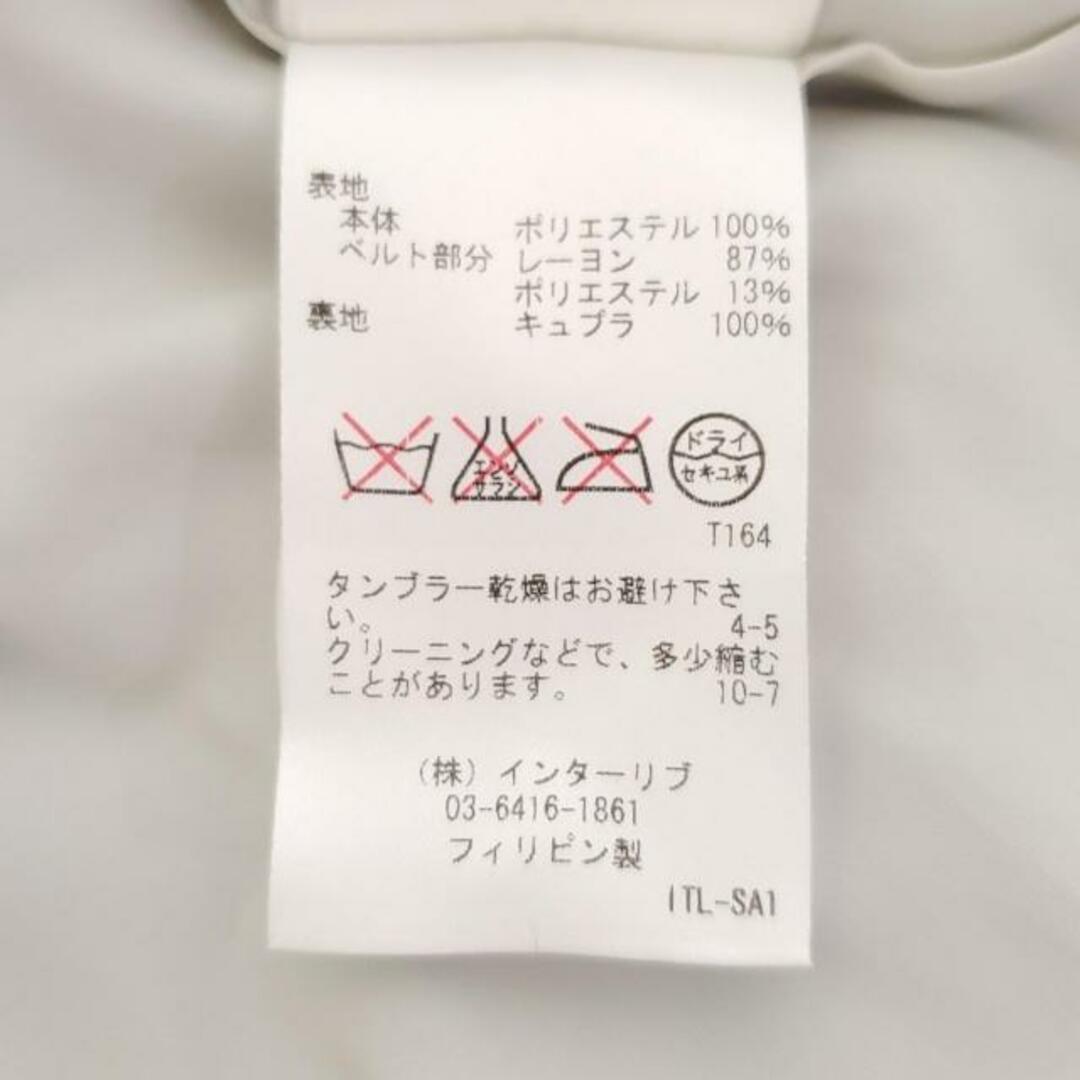 表地
本体 ポリエステル 100%
ベルト部分 レーヨン 87%
ポリエステル 13%
裏地 キュプラ 100%
エンソ
サラシ
ドライ
セキユ系
T164
タンブラー乾燥はお避け下さ
い。 4-5
クリーニングなどで、多少縮む
ことがあります。 10-7
(株)インターリブ
03-6416-1861
フィリピン製
ITL-SA1